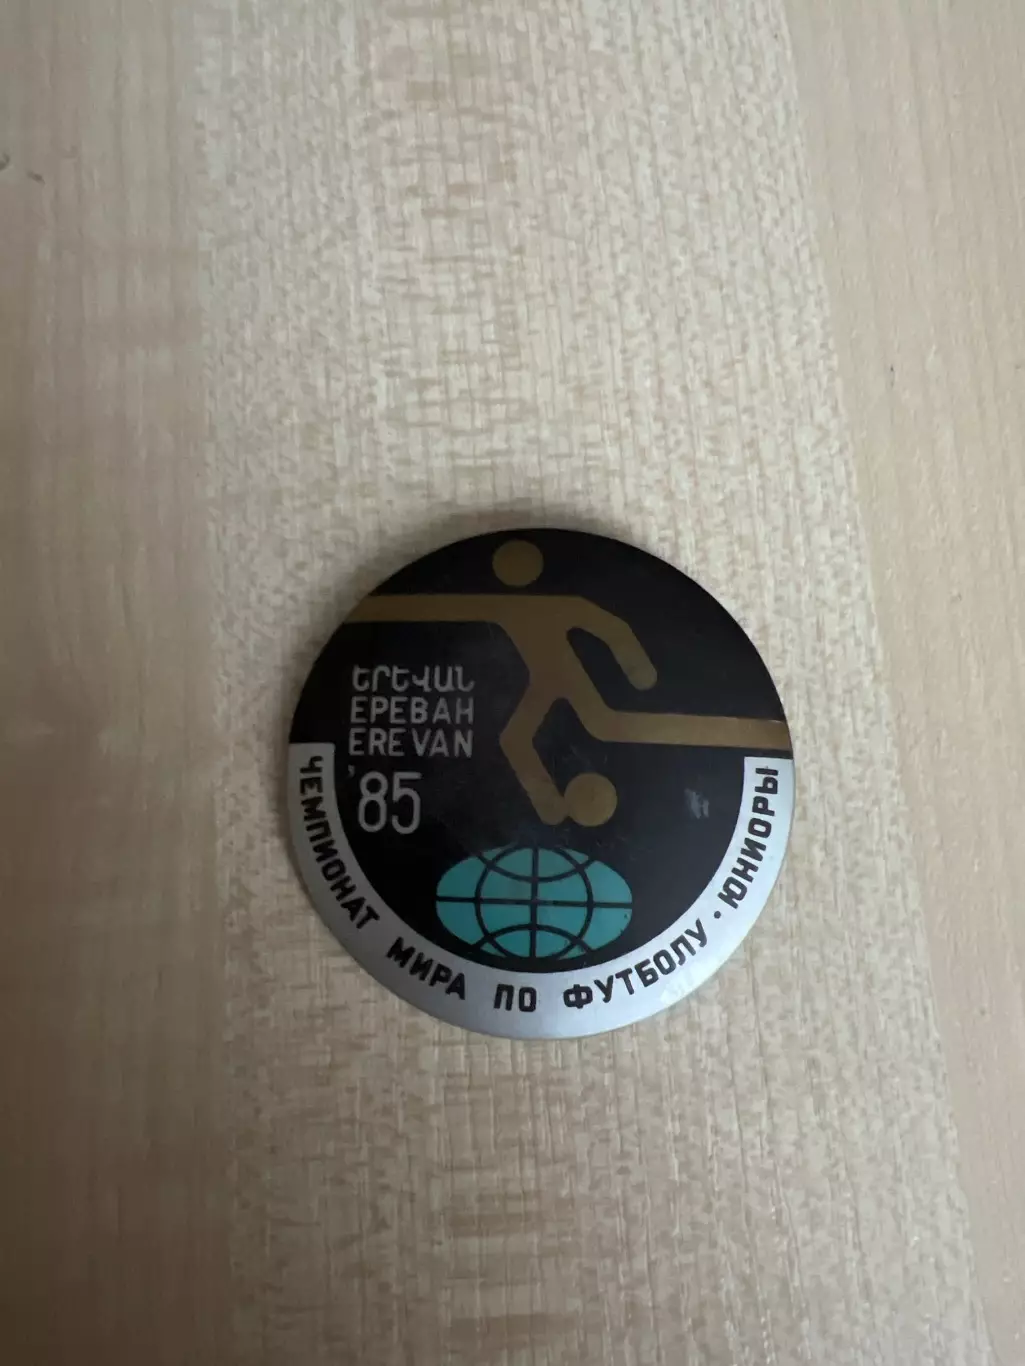 ԵՐԵՎԱՆ
ЕРЕВАН
EREVAN
'85
ЧЕМПИОНАТ МИРА ПО ФУТБОЛУ · ЮНИОРЫ